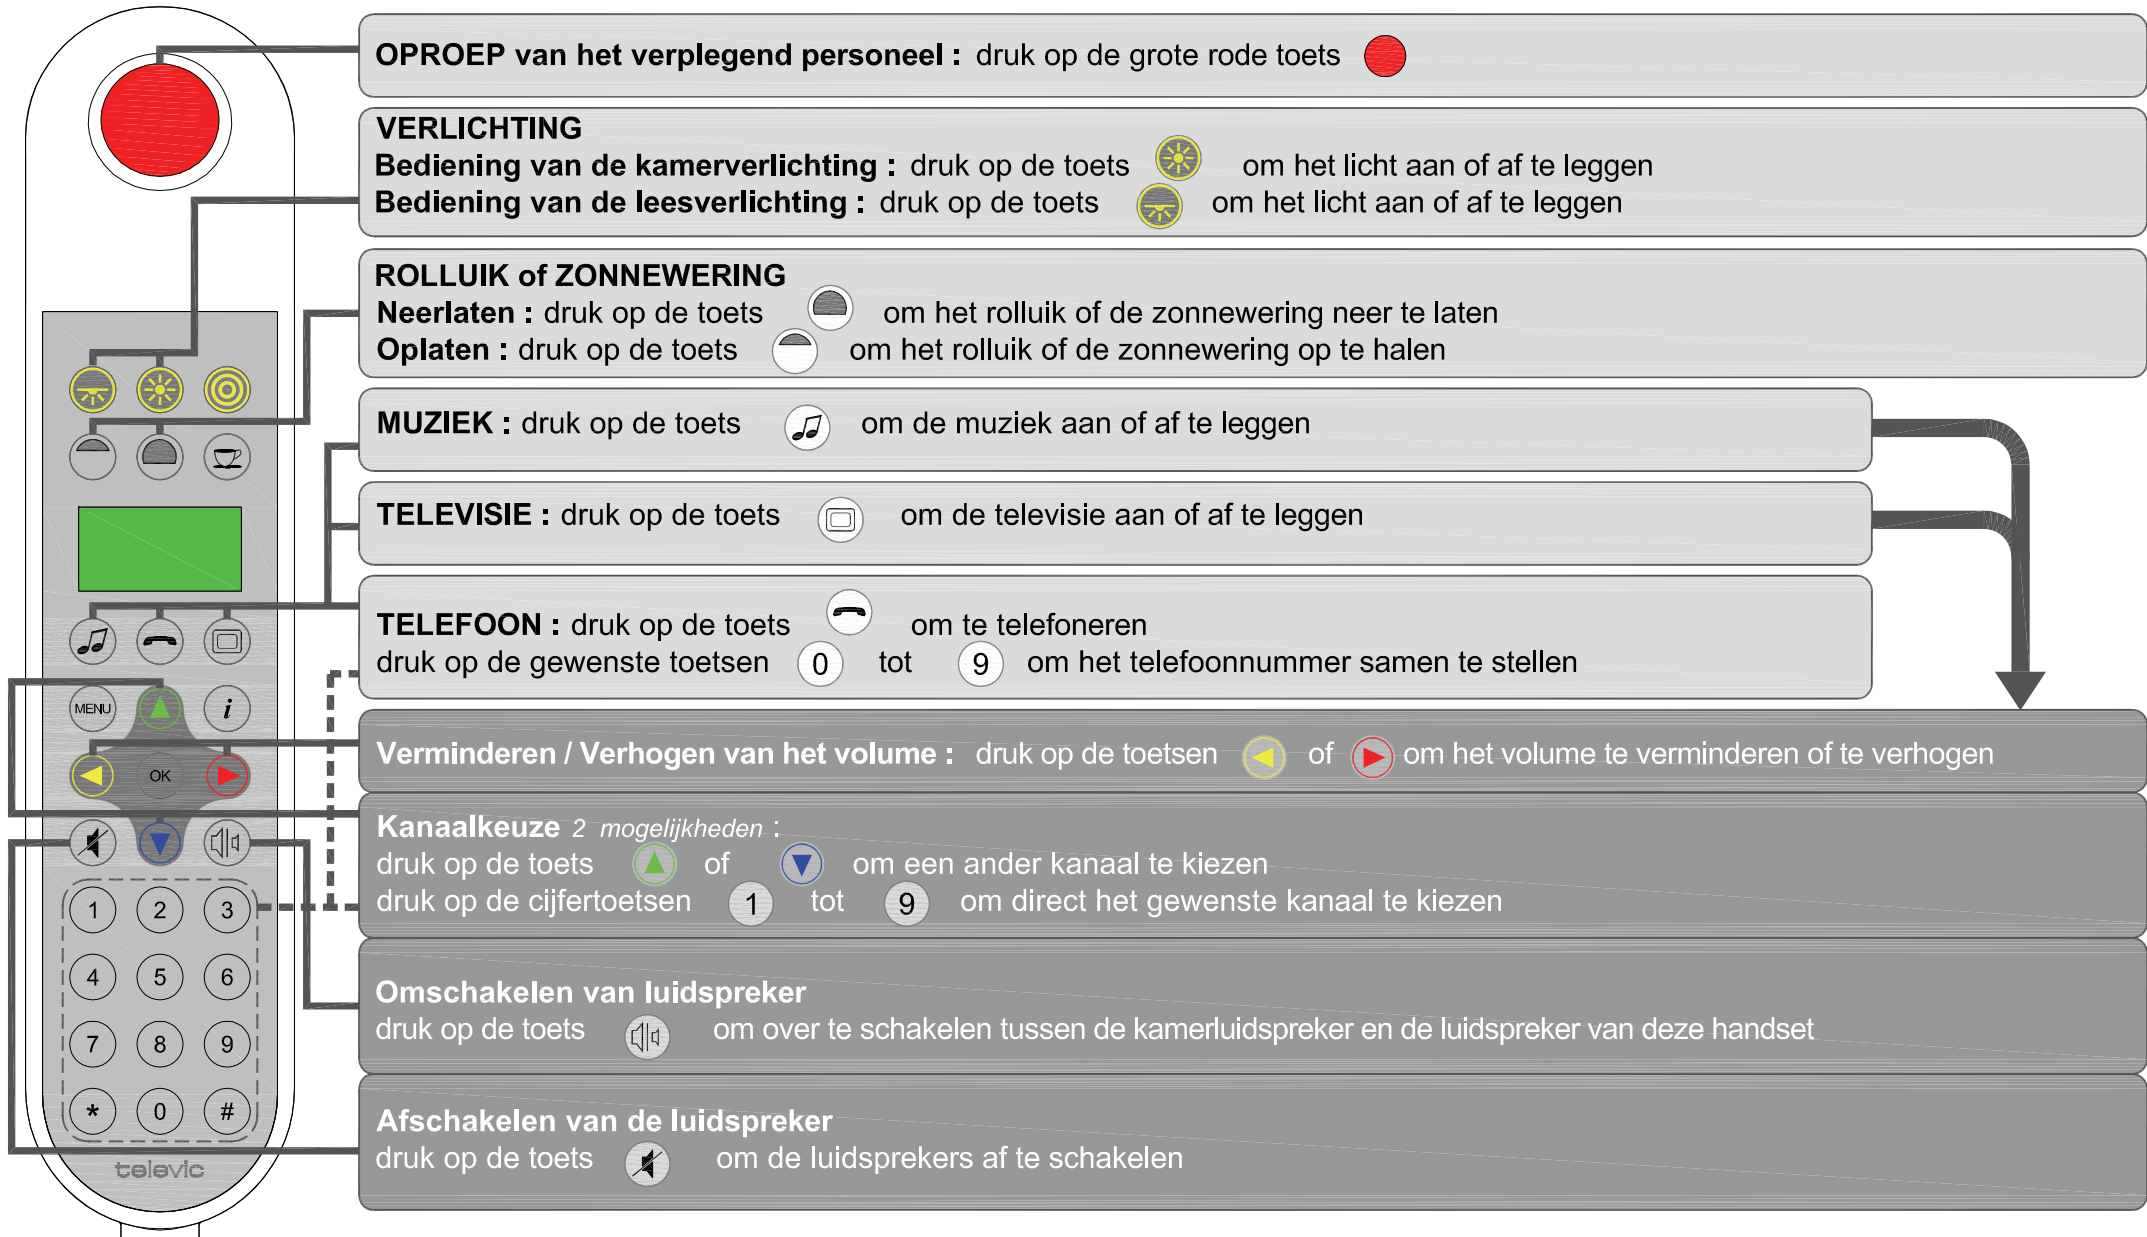 OPROEP van het verplegend personeel : druk op de grote rode toets
VERLICHTING
Bediening van de kamerverlichting : druk op de toets om het licht aan of af te leggen
Bediening van de leesverlichting : druk op de toets om het licht aan of af te leggen
ROLLUIK of ZONNEWERING
Neerlaten : druk op de toets om het rolluik of de zonnewering neer te laten
Oplaten : druk op de toets om het rolluik of de zonnewering op te halen
MUZIEK : druk op de toets om de muziek aan of af te leggen
TELEVISIE : druk op de toets om de televisie aan of af te leggen
TELEFOON : druk op de toets om te telefoneren
druk op de gewenste toetsen 0 tot 9 om het telefoonnummer samen te stellen
Verminderen / Verhogen van het volume : druk op de toetsen of om het volume te verminderen of te verhogen
Kanaalkeuze 2 mogelijkheden :
druk op de toets of om een ander kanaal te kiezen
druk op de cijfertoetsen 1 tot 9 om direct het gewenste kanaal te kiezen
Omschakelen van luidspreker
druk op de toets om over te schakelen tussen de kamerluidspreker en de luidspreker van deze handset
Afschakelen van de luidspreker
druk op de toets om de luidsprekers af te schakelen
MENU i
OK
1 2 3
4 5 6
7 8 9
* 0 #
televic